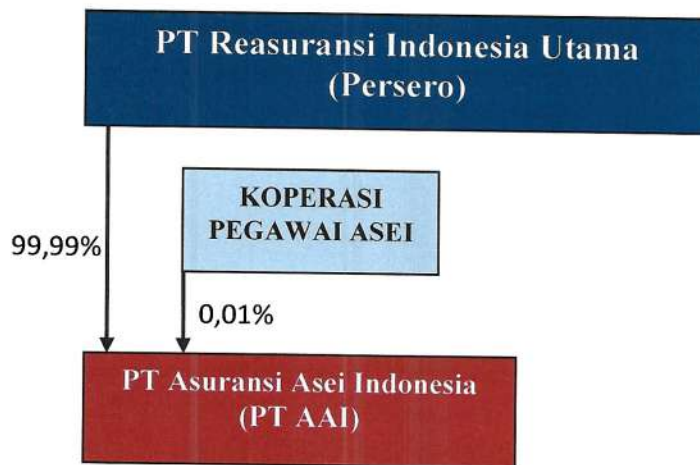 PT Reasuransi Indonesia Utama
(Persero)
KOPERASI
PEGAWAI ASEI
99,99%
0,01%
PT Asuransi Asei Indonesia
(PT AAI)